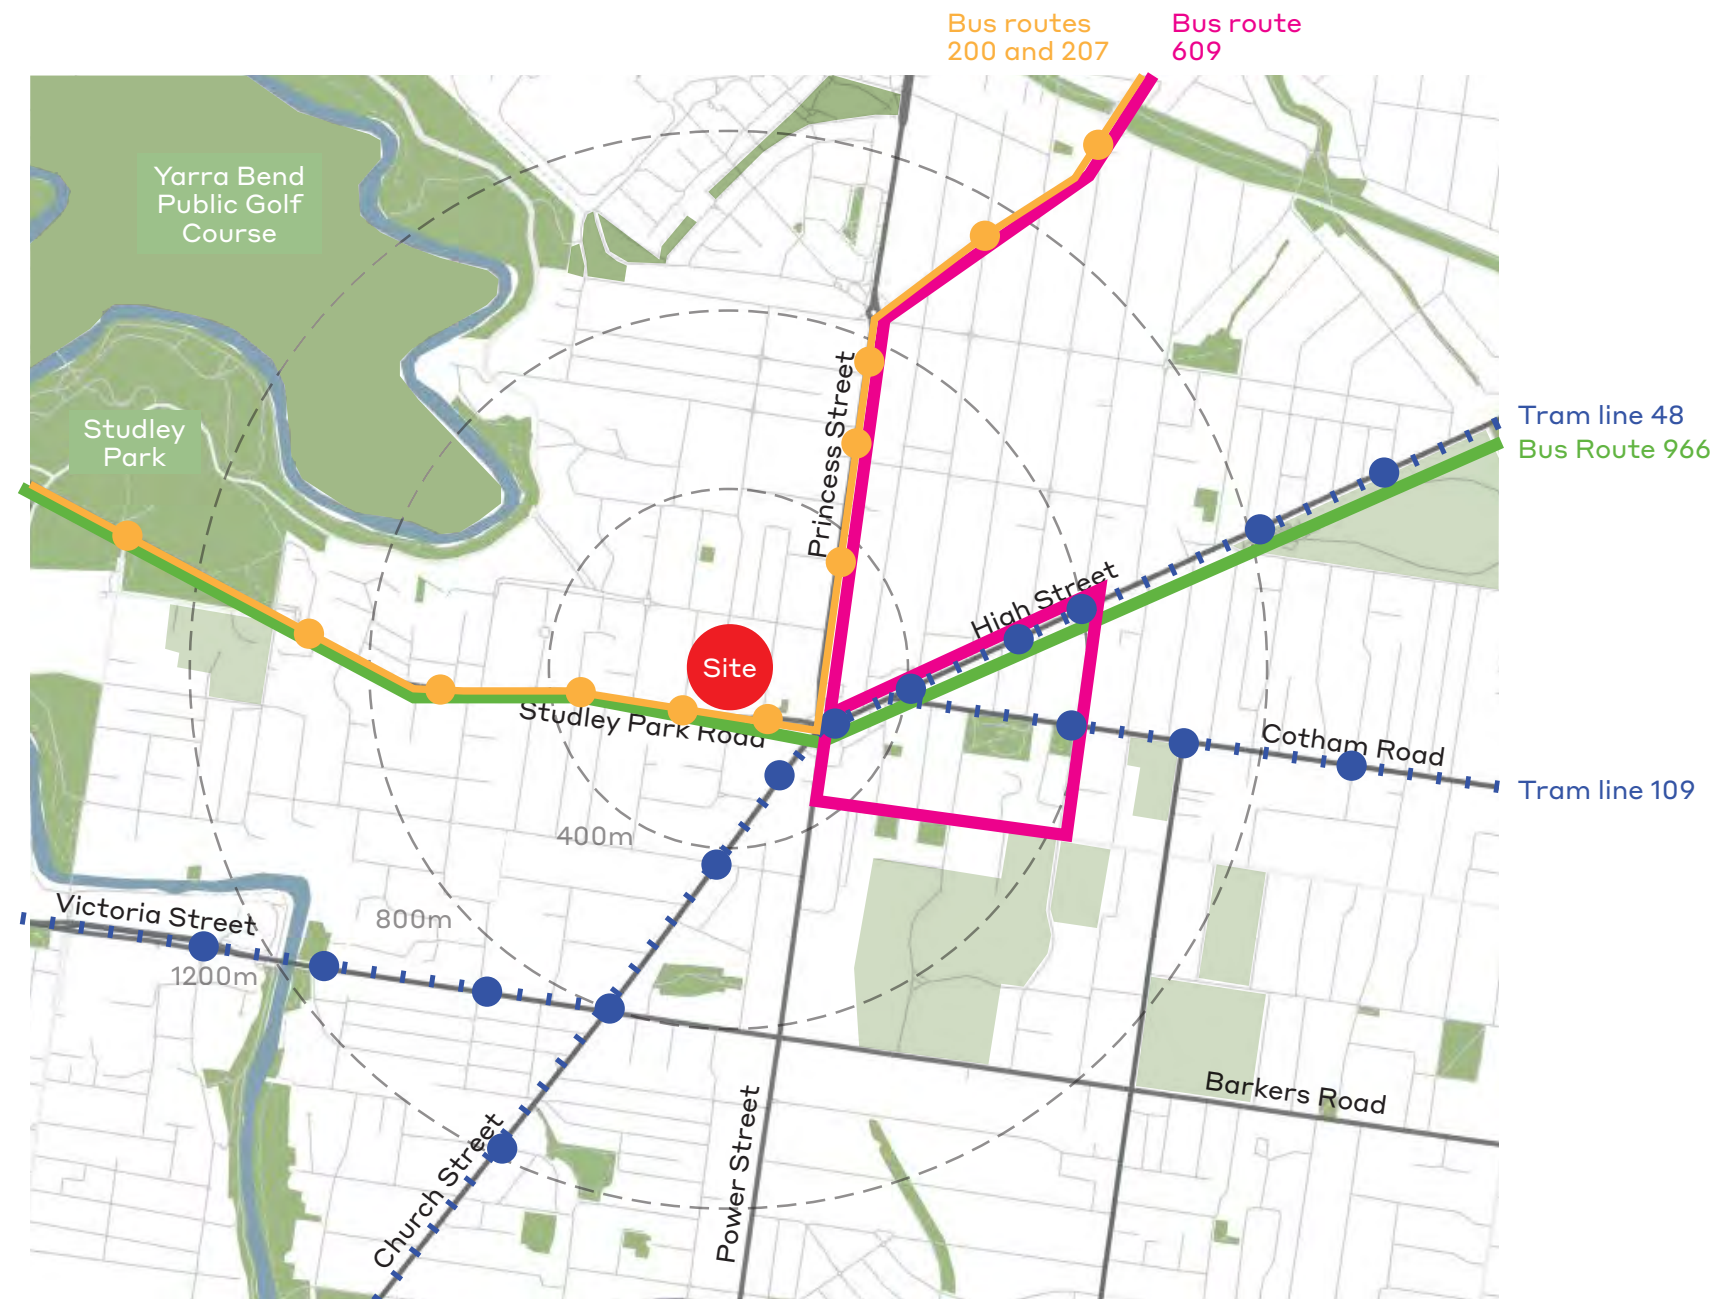 Bus routes
200 and 207
Bus route
609
Yarra Bend
Public Golf
Course
Studley
Park
Princess Street
Tram line 48
Bus Route 966
High Street
Site
Studley Park Road
Cotham Road
Tram line 109
400m
800m
Victoria Street
1200m
Barkers Road
Church Street
Power Street